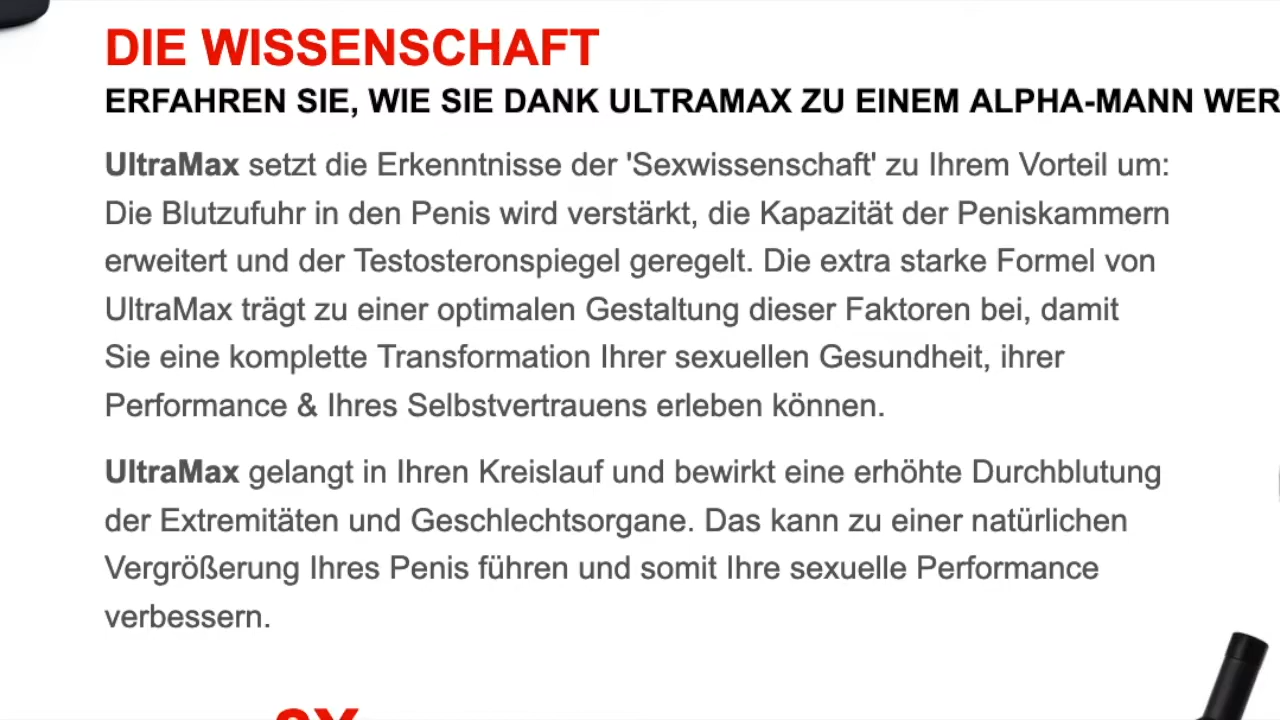 DIE WISSENSCHAFT
ERFAHREN SIE, WIE SIE DANK ULTRAMAX ZU EINEM ALPHA-MANN WER
UltraMax setzt die Erkenntnisse der 'Sexwissenschaft' zu Ihrem Vorteil um:
Die Blutzufuhr in den Penis wird verstärkt, die Kapazität der Peniskammern
erweitert und der Testosteronspiegel geregelt. Die extra starke Formel von
UltraMax trägt zu einer optimalen Gestaltung dieser Faktoren bei, damit
Sie eine komplette Transformation Ihrer sexuellen Gesundheit, ihrer
Performance & Ihres Selbstvertrauens erleben können.
UltraMax gelangt in Ihren Kreislauf und bewirkt eine erhöhte Durchblutung
der Extremitäten und Geschlechtsorgane. Das kann zu einer natürlichen
Vergrößerung Ihres Penis führen und somit Ihre sexuelle Performance
verbessern.